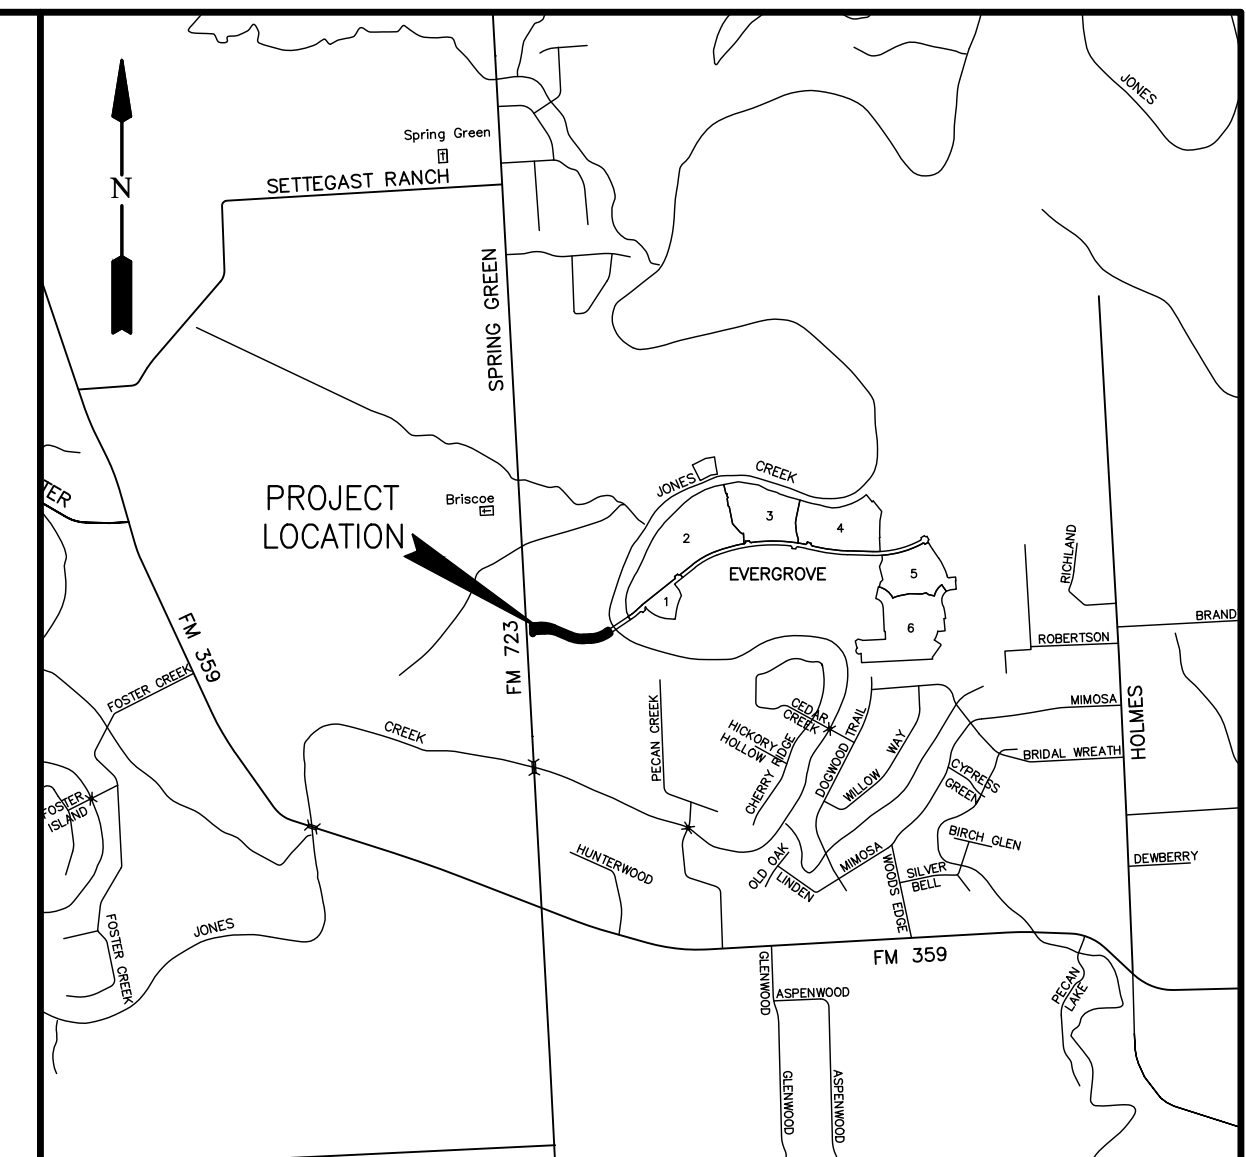 JONES
Spring Green
N
SETTEGAST RANCH
SPRING GREEN
JONES
CREEK
PROJECT
LOCATION
Briscoe
3
4
2
EVERGROVE
5
1
6
RICHLAND
BRAND
ROBERTSON
FM 723
FM 359
FOSTER CREEK
MIMOSA
HOLMES
BRIDAL WREATH
CREEK
PECAN CREEK
CEDAR
CREEK
HICKORY
HOLLOW
CHERRY RIDGE
DOGWOOD TRAIL
WILLOW WAY
CYPRESS
GREEN
FOSTER
ISLAND
BIRCH GLEN
HUNTERWOOD
OLD OAK
LINDEN
MIMOSA
WOODS EDGE
SILVER
BELL
DEWBERRY
JONES
FOSTER CREEK
FM 359
GLENWOOD
ASPENWOOD
PECAN
LAKE
GLENWOOD
ASPENWOOD